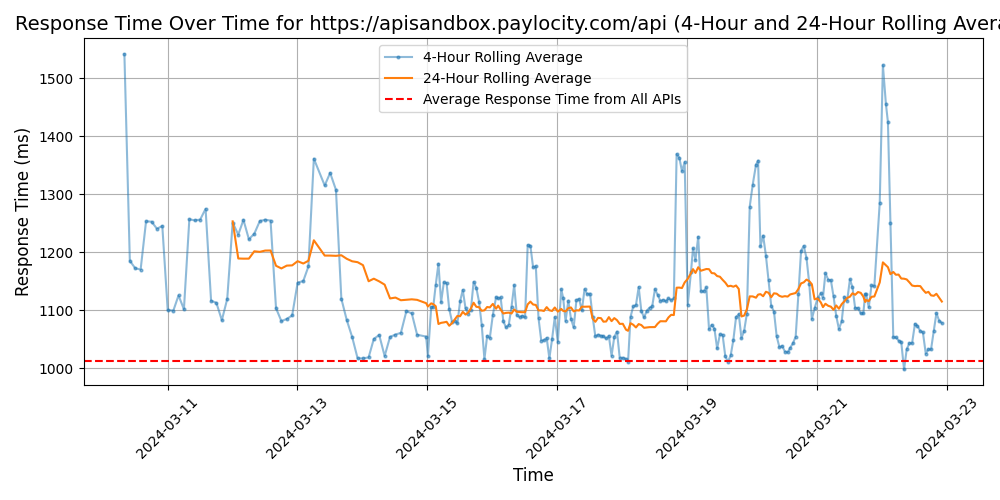 Response Time Over Time for https://apisandbox.paylocity.com/api (4-Hour and 24-Hour Rolling Avera
4-Hour Rolling Average
24-Hour Rolling Average
Average Response Time from All APIs
Response Time (ms)
1500
1400
1300
1200
1100
1000
2024-03-11
2024-03-13
2024-03-15
2024-03-17
2024-03-19
2024-03-21
2024-03-23
Time